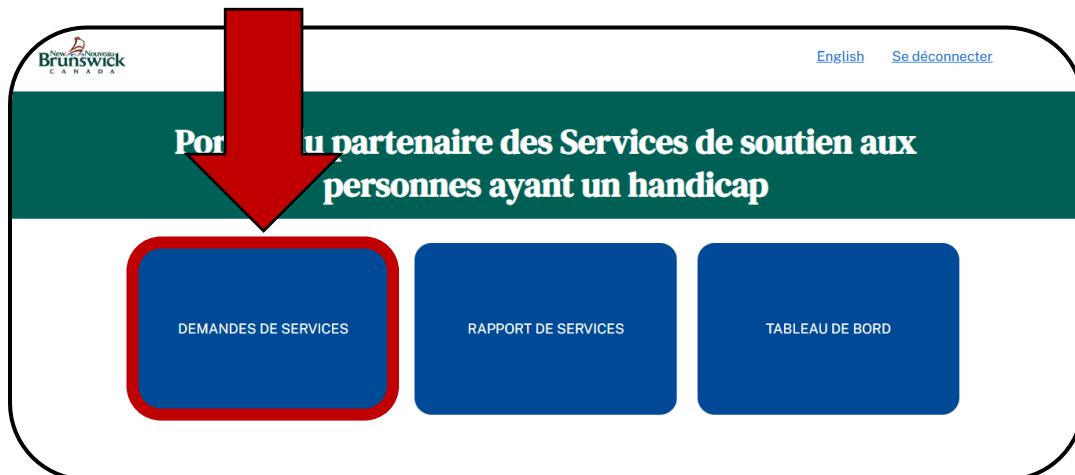 New Nouveau
Brunswick
CANADA
English Se déconnecter
du partenaire des Services de soutien aux
personnes ayant un handicap
DEMANDES DE SERVICES RAPPORT DE SERVICES TABLEAU DE BORD